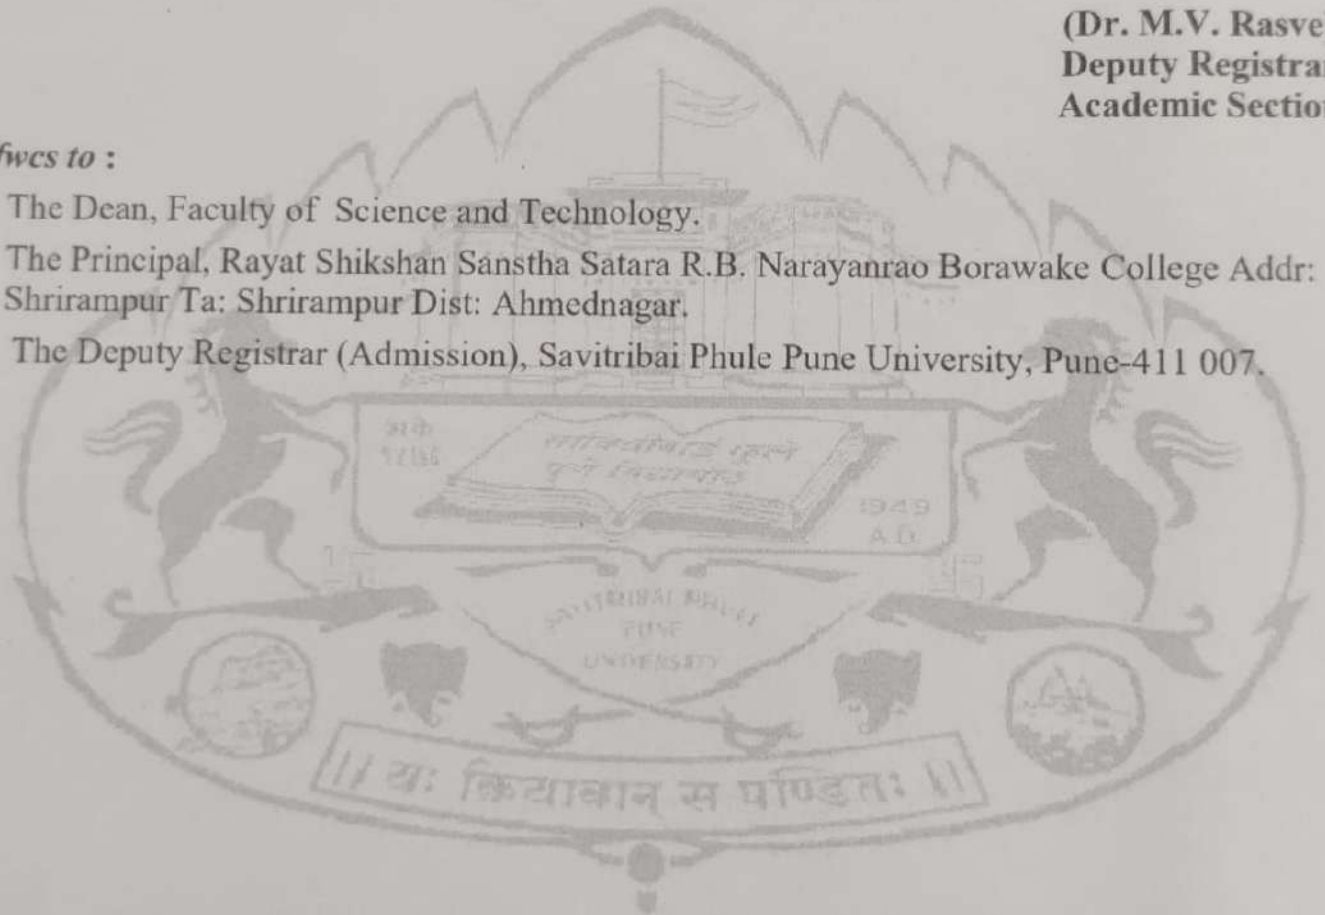 (Dr. M.V. Rasve
Deputy Registrar
Academic Section
fwcs to :
The Dean, Faculty of Science and Technology.
The Principal, Rayat Shikshan Sanstha Satara R.B. Narayanrao Borawake College Addr:
Shrirampur Ta: Shrirampur Dist: Ahmednagar.
The Deputy Registrar (Admission), Savitribai Phule Pune University, Pune-411 007.
सावित्रीबाई फुले
पुणे विद्यापीठ
1949
A.D.
SAVITRIBAI PHULE
PUNE
UNIVERSITY
।। यः क्रियावान् स पण्डितः ।।